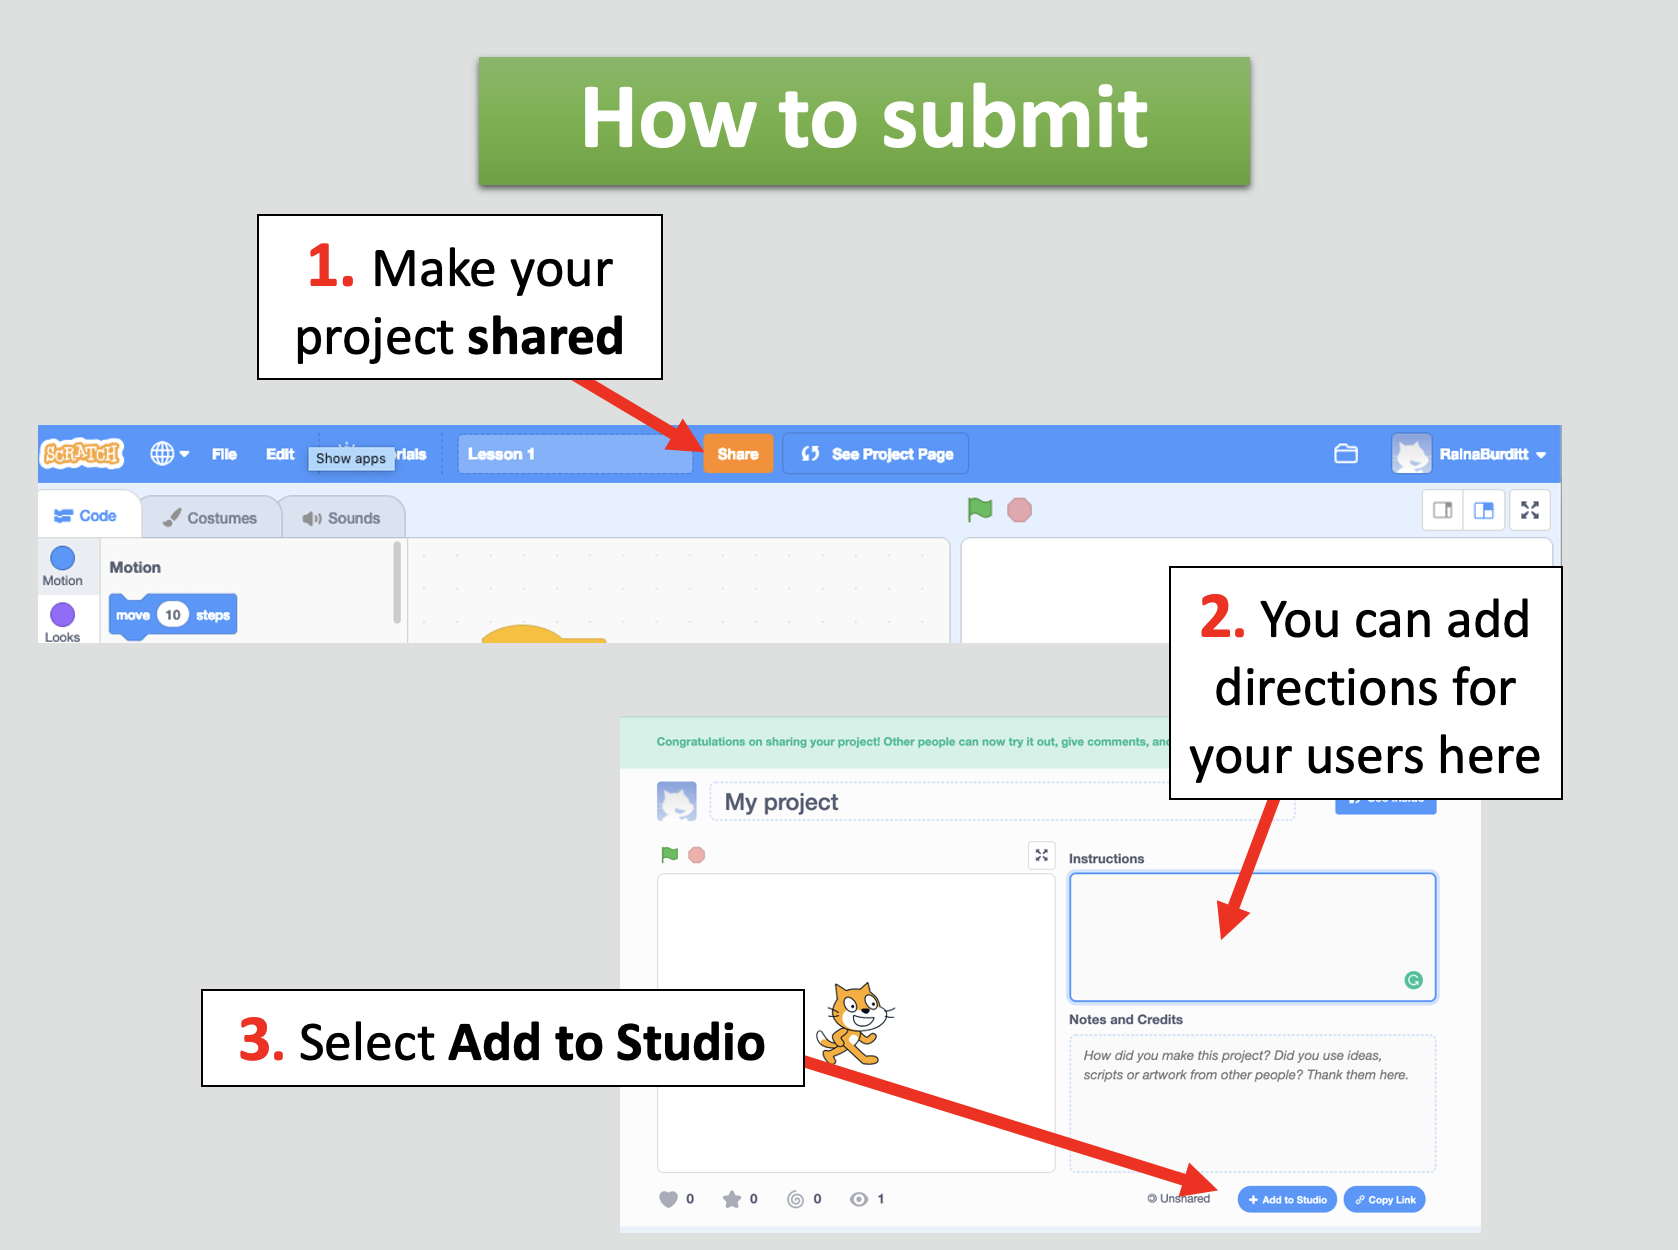 How to submit
1. Make your
project shared
SCRATCH File Edit Show apps rials Lesson 1 Share See Project Page RainaBurditt
Code Costumes Sounds
Motion
Motion
move 10 steps
Looks
2. You can add
directions for
your users here
Congratulations on sharing your project! Other people can now try it out, give comments, and
My project
Instructions
3. Select Add to Studio
Notes and Credits
How did you make this project? Did you use ideas,
scripts or artwork from other people? Thank them here.
0 0 0 1 Unshared + Add to Studio Copy Link